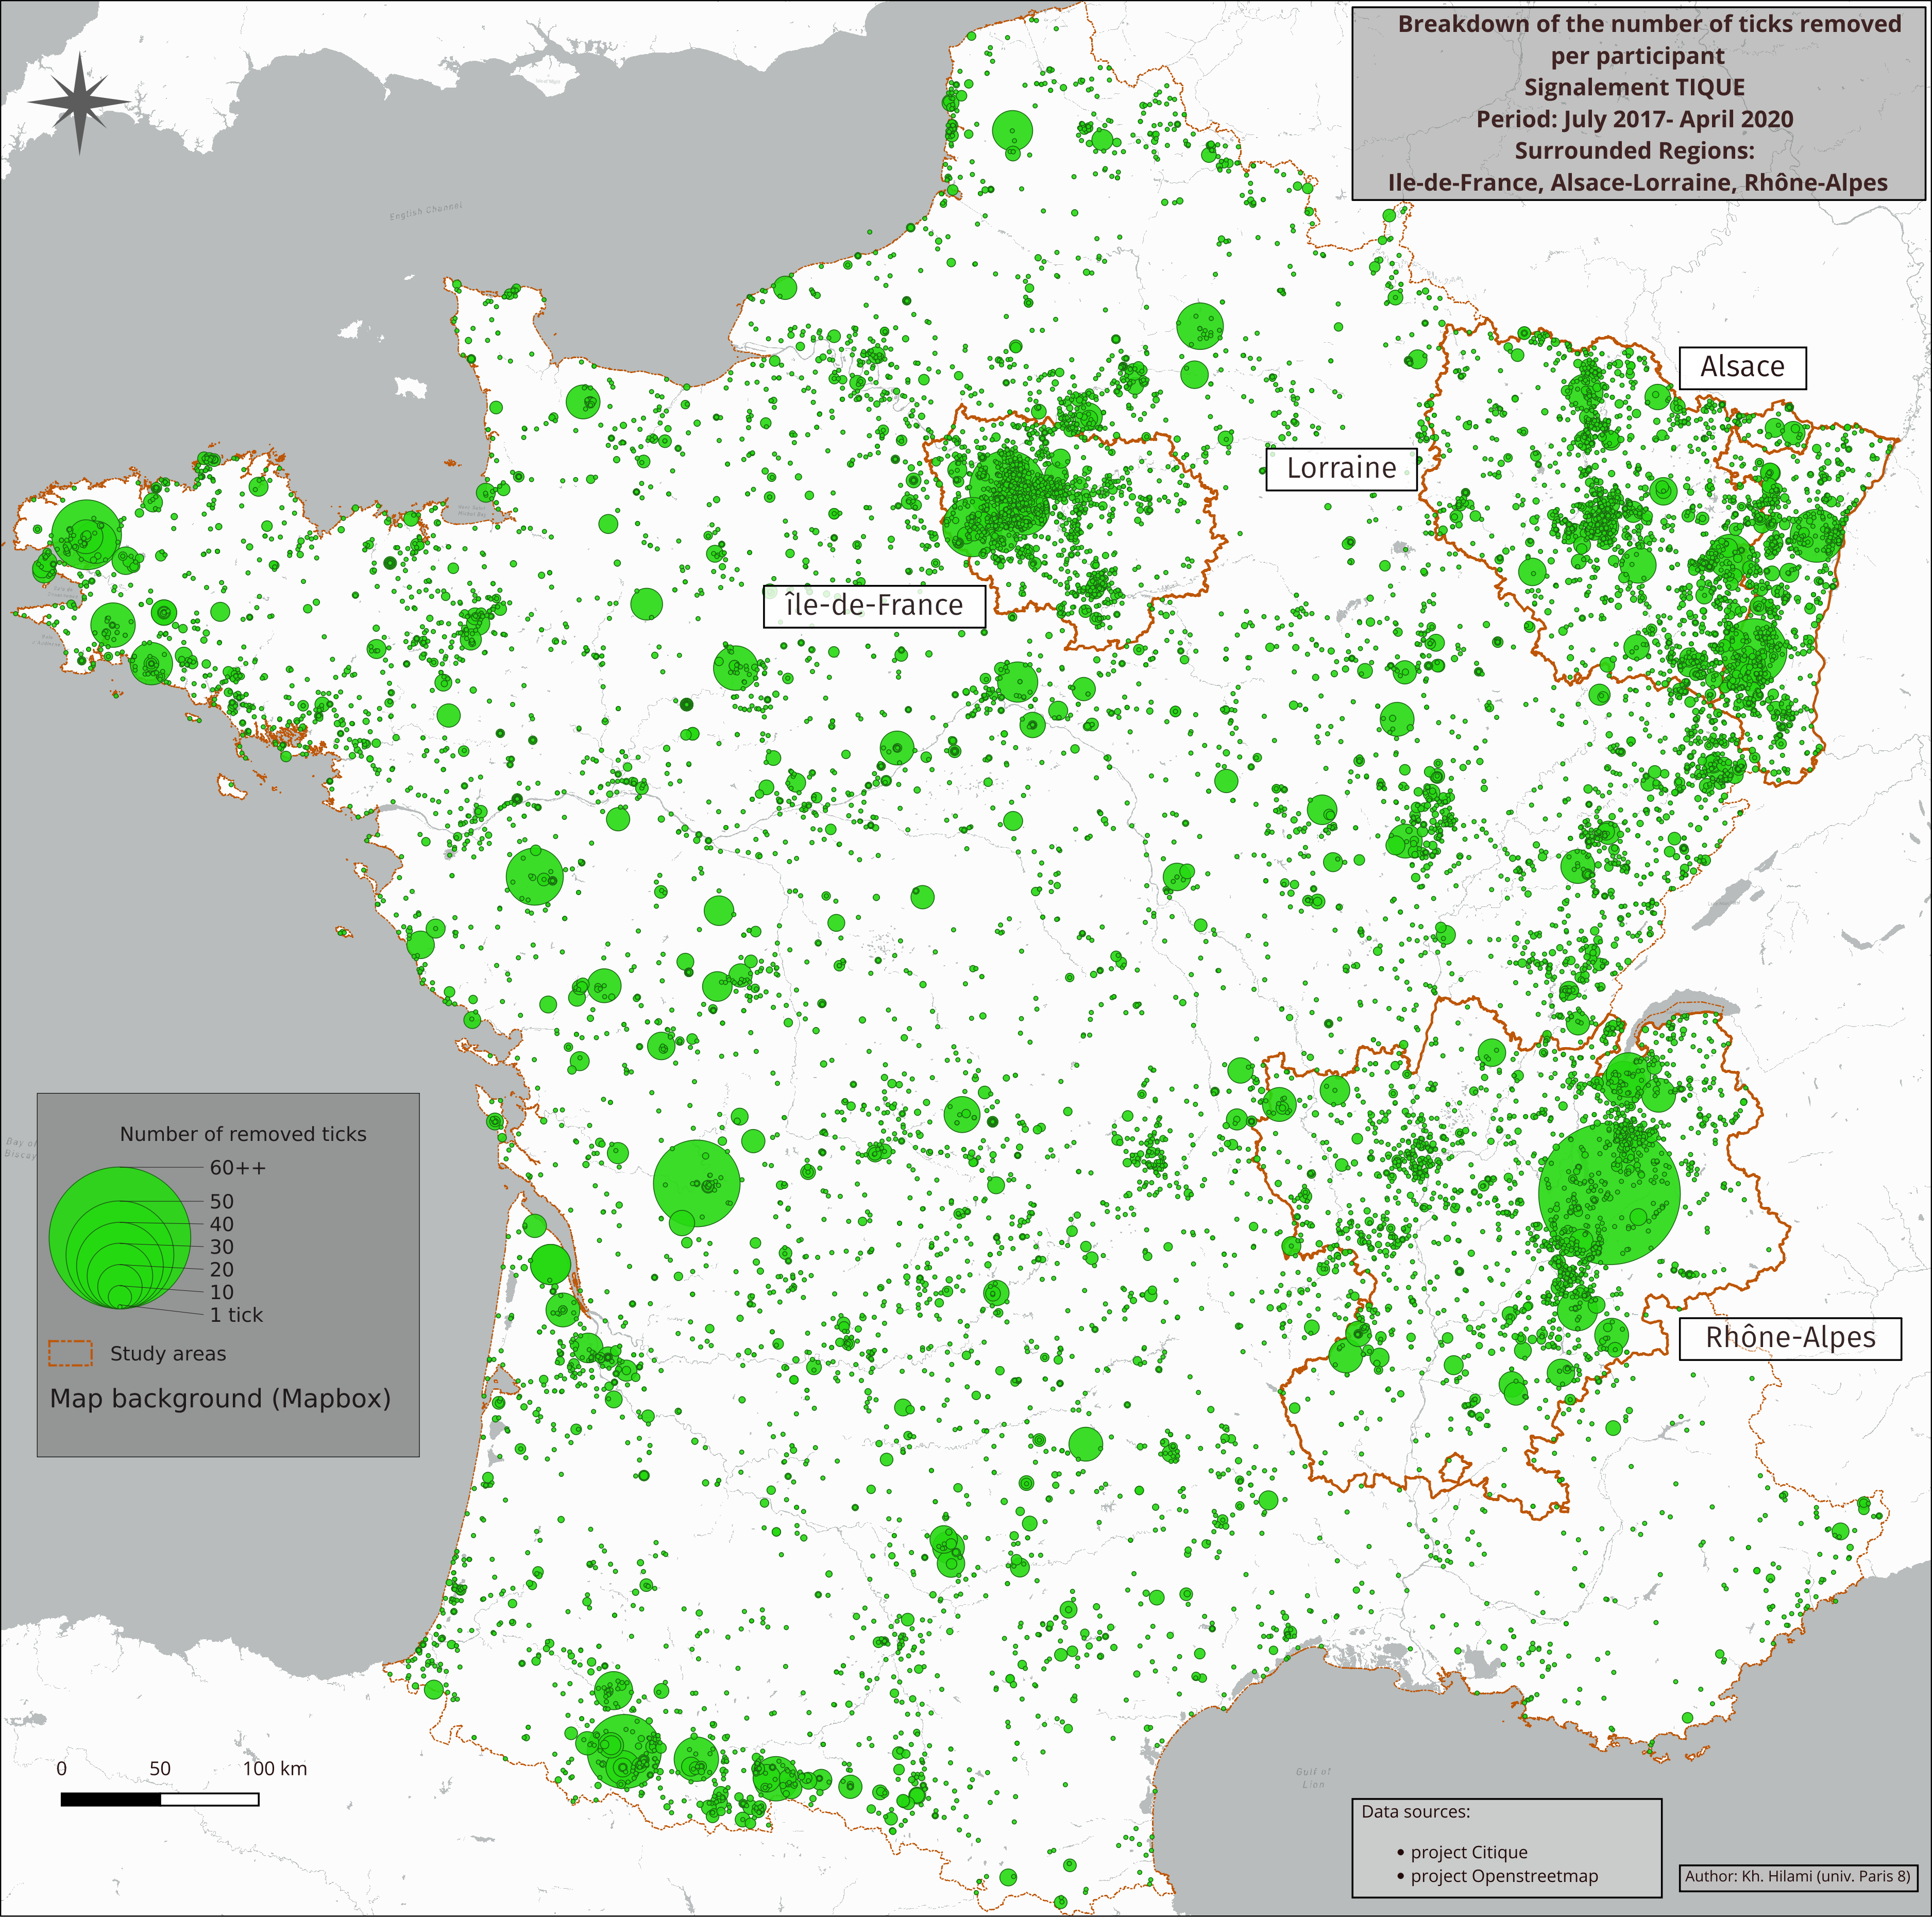 Breakdown of the number of ticks removed
per participant
Signalement TIQUE
Period: July 2017- April 2020
Surrounded Regions:
Ile-de-France, Alsace-Lorraine, Rhône-Alpes
English Channel
Alsace
Lorraine
île-de-France
Bay of
Biscay
Number of removed ticks
60++
50
40
30
20
10
1 tick
Study areas
Map background (Mapbox)
Rhône-Alpes
0 50 100 km
Gulf of
Lion
Data sources:
• project Citique
• project Openstreetmap
Author: Kh. Hilami (univ. Paris 8)